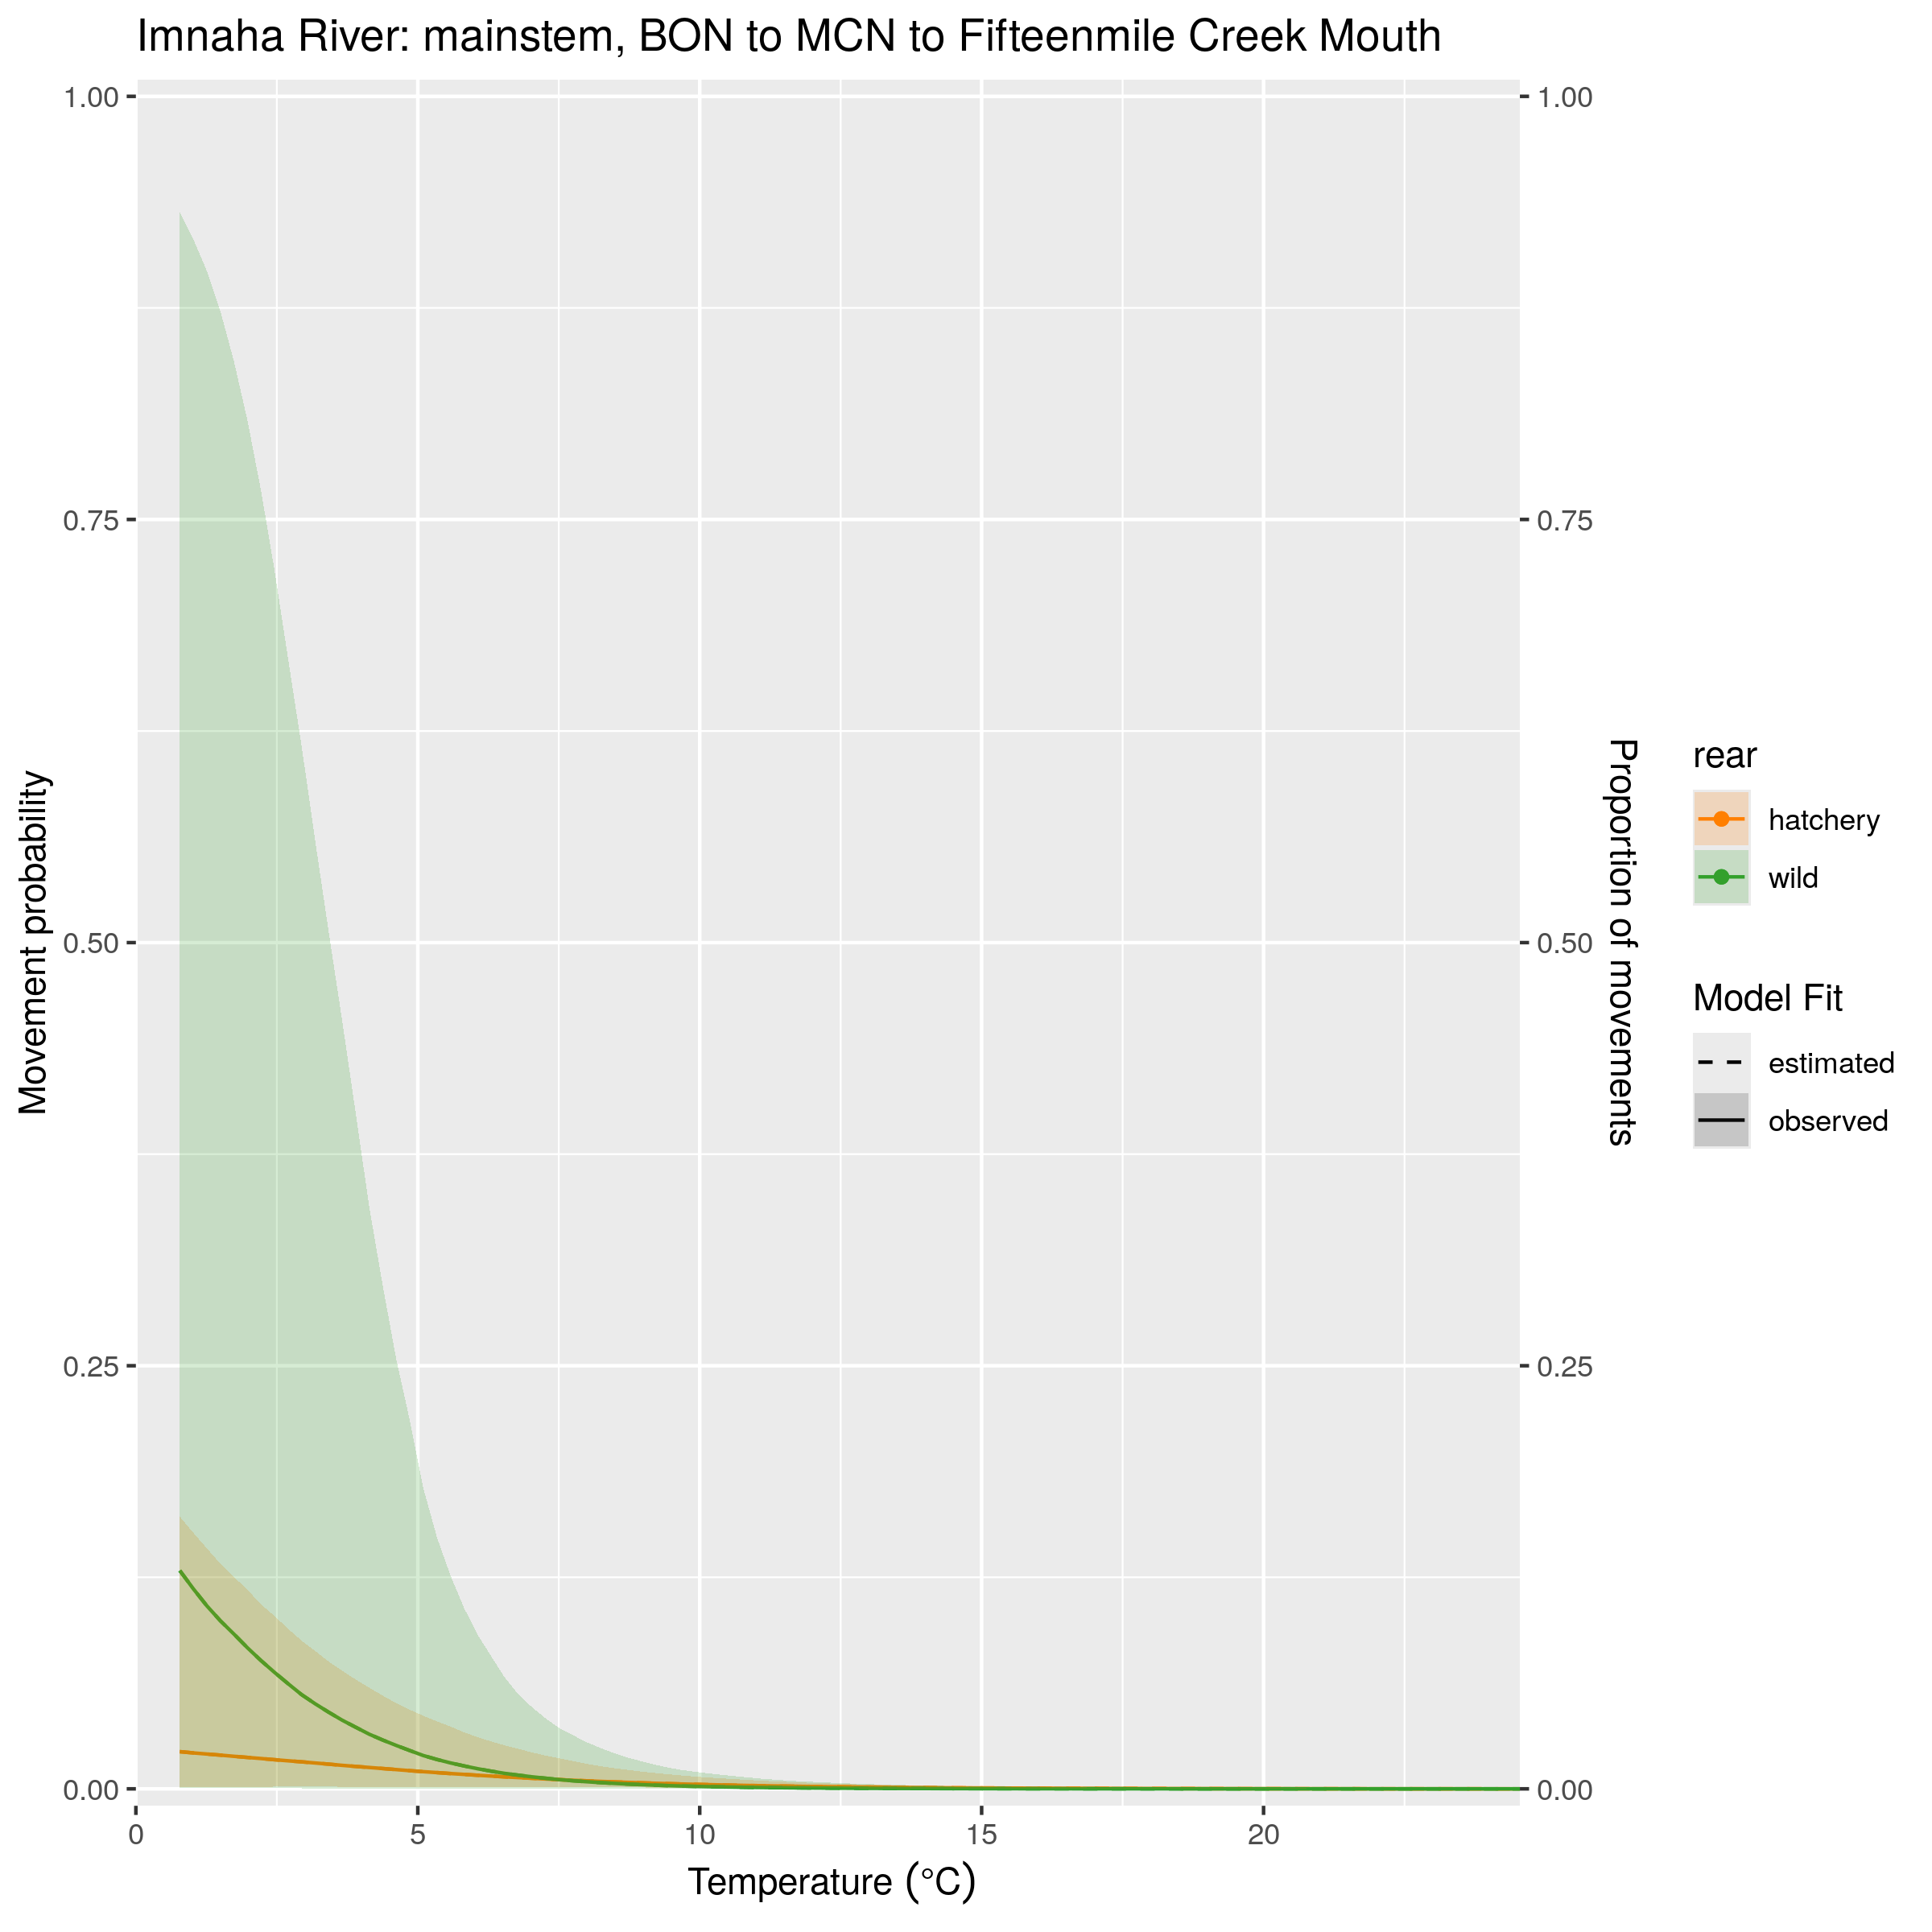 Imnaha River: mainstem, BON to MCN to Fifteenmile Creek Mouth
1.00
0.75
0.50
0.25
0.00
Movement probability
0
5
10
15
20
Temperature (°C)
1.00
0.75
0.50
0.25
0.00
Proportion of movements
rear
hatchery
wild
Model Fit
estimated
observed